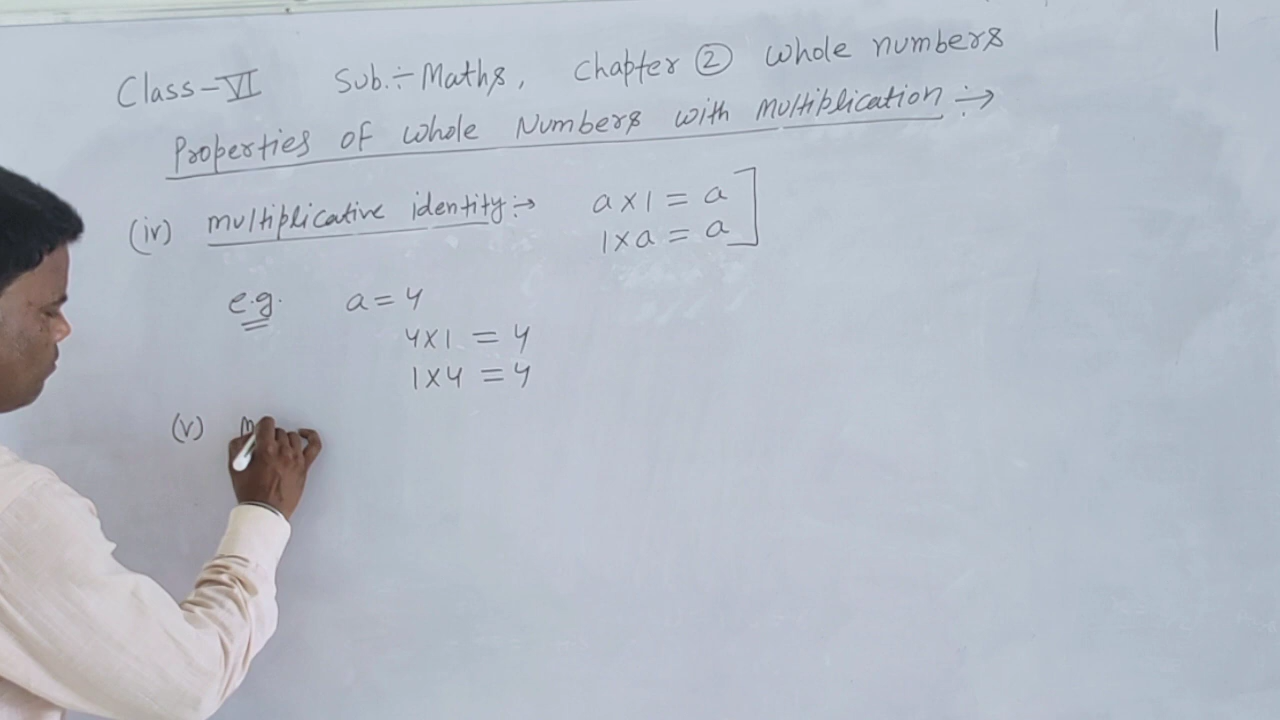 Class-VI Sub.÷Maths, Chapter ② Whole numbers
Properties of Whole Numbers with Multiplication:→
(iv) multiplicative identity:→ a×1 = a
1×a = a
e.g. a=4
4×1 = 4
1×4 = 4
(v) m